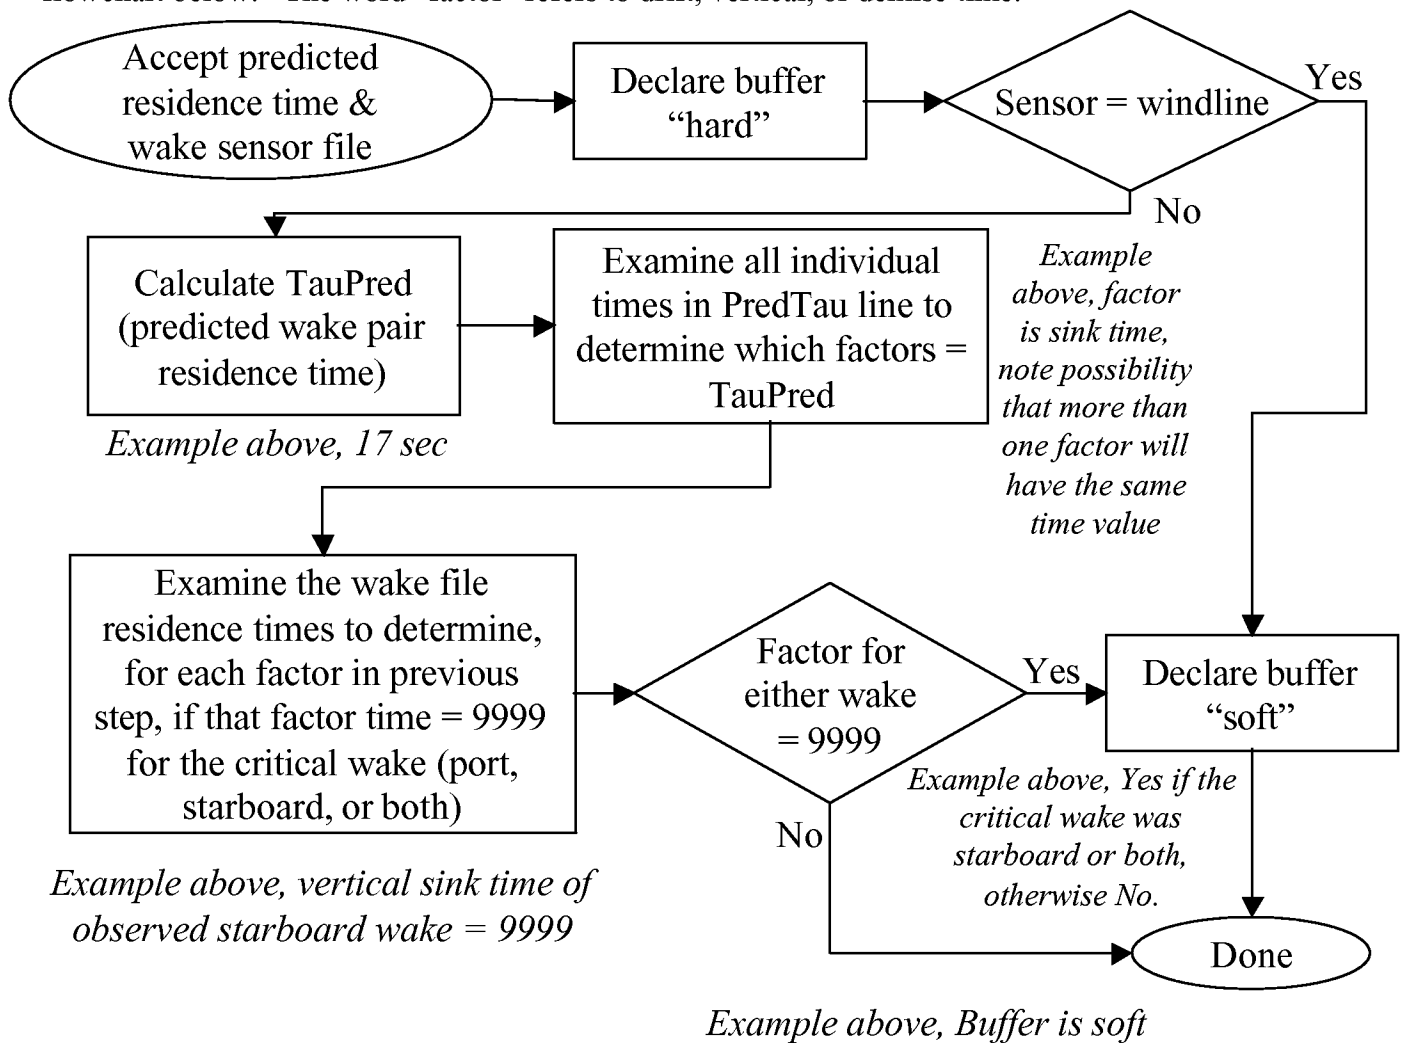 Accept predicted
residence time &
wake sensor file
Declare buffer
“hard”
Sensor = windline
Yes
No
Calculate TauPred
(predicted wake pair
residence time)
Example above, 17 sec
Examine all individual
times in PredTau line to
determine which factors =
TauPred
Example
above, factor
is sink time,
note possibility
that more than
one factor will
have the same
time value
Examine the wake file
residence times to determine,
for each factor in previous
step, if that factor time = 9999
for the critical wake (port,
starboard, or both)
Example above, vertical sink time of
observed starboard wake = 9999
Factor for
either wake
= 9999
Yes
No
Declare buffer
“soft”
Example above, Yes if the
critical wake was
starboard or both,
otherwise No.
Done
Example above, Buffer is soft